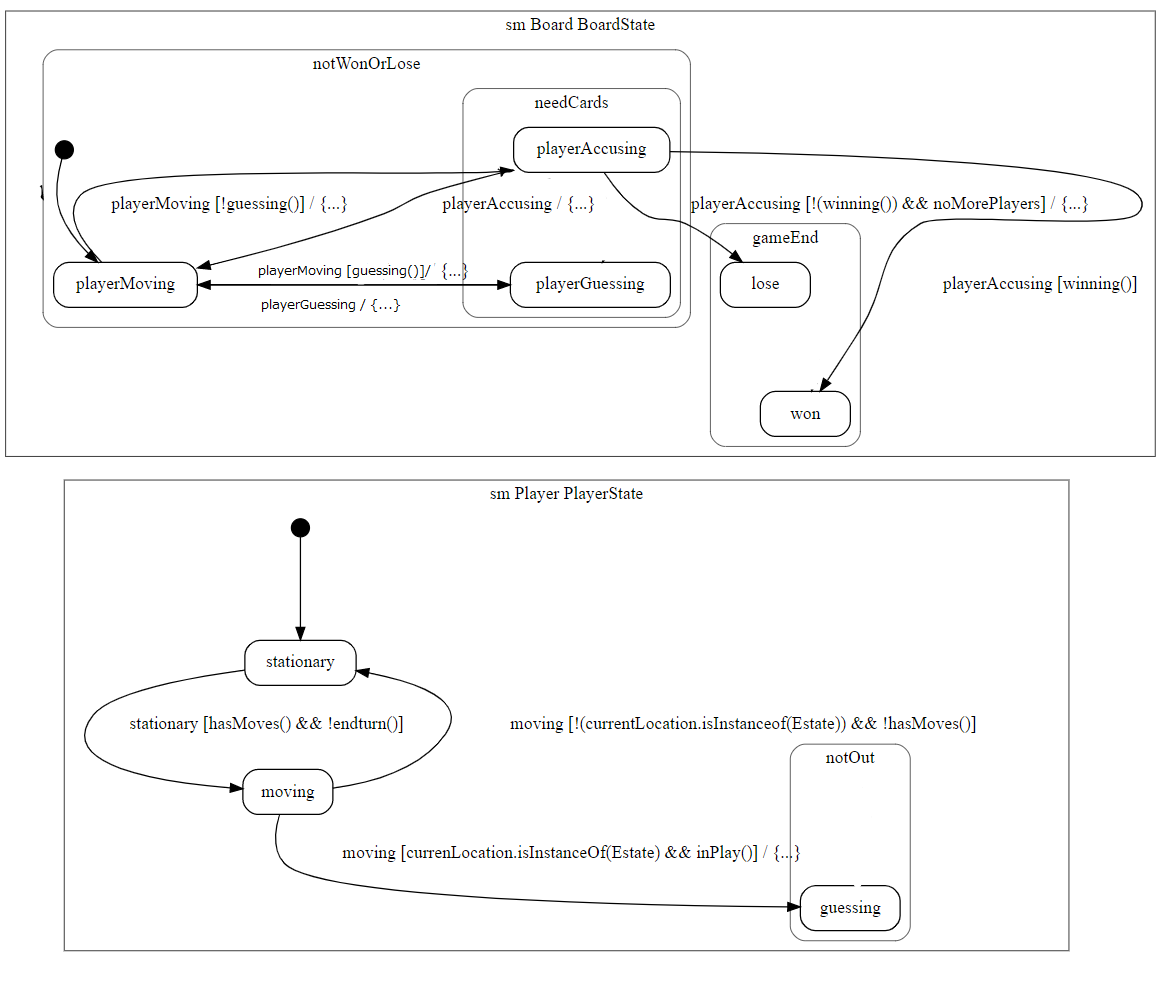 sm Board BoardState
notWonOrLose
needCards
playerAccusing
playerMoving [!guessing()] / {...}
playerAccusing / {...}
playerAccusing [!(winning()) && noMorePlayers] / {...}
gameEnd
playerMoving [guessing()]/ {...}
playerMoving
playerGuessing
lose
playerAccusing [winning()]
playerGuessing / {...}
won
sm Player PlayerState
stationary
stationary [hasMoves() && !endturn()]
moving [!(currentLocation.isInstanceof(Estate)) && !hasMoves()]
notOut
moving
moving [currenLocation.isInstanceOf(Estate) && inPlay()] / {...}
guessing